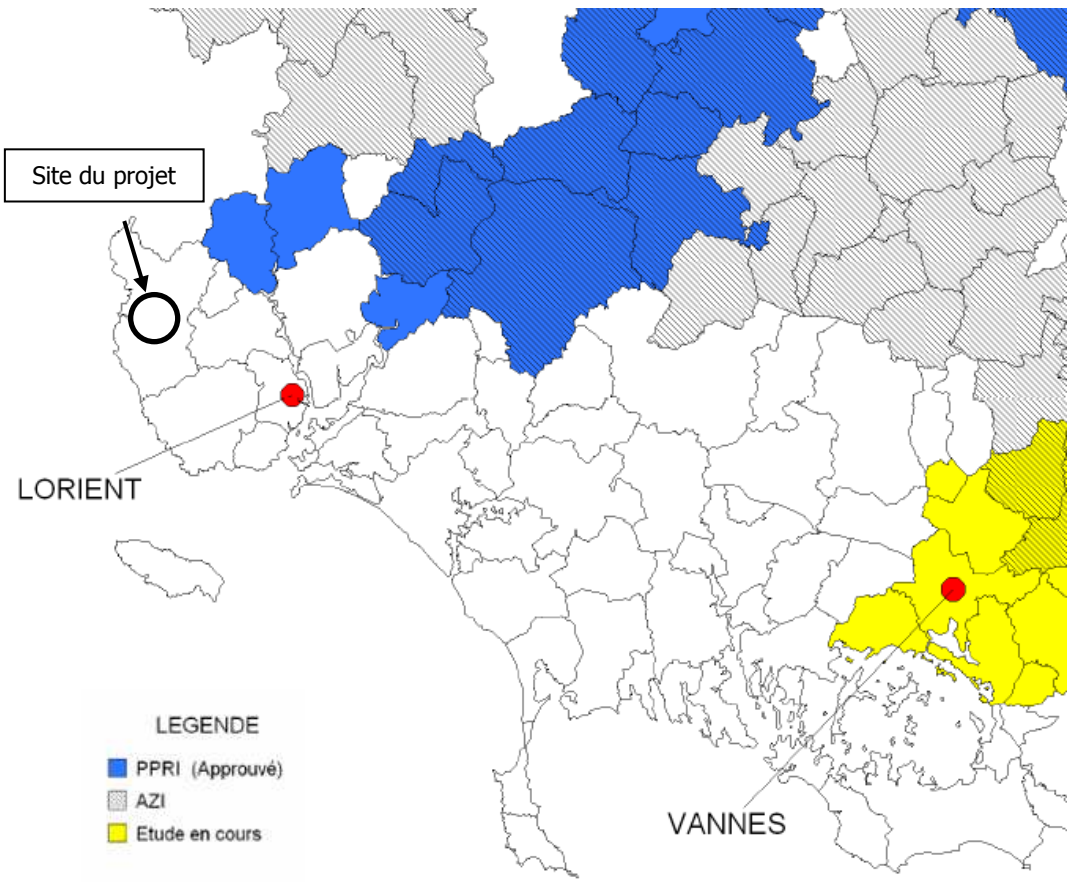 Site du projet
LORIENT
VANNES
LEGENDE
PPRI (Approuvé)
AZI
Etude en cours